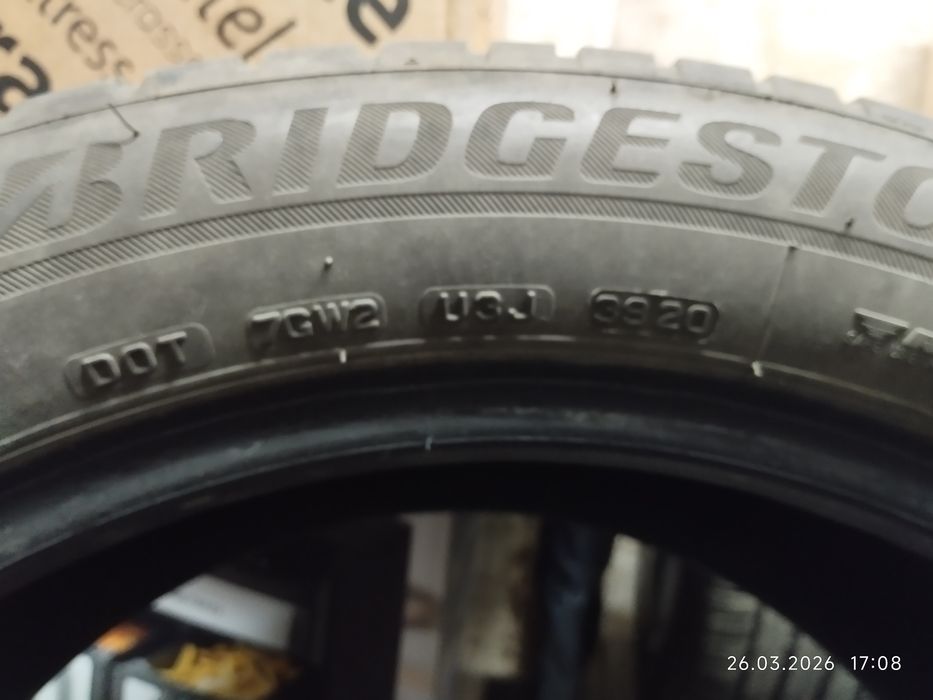 BRIDGESTO
DOT 7GW2 U3J 3920
26.03.2026 17:08